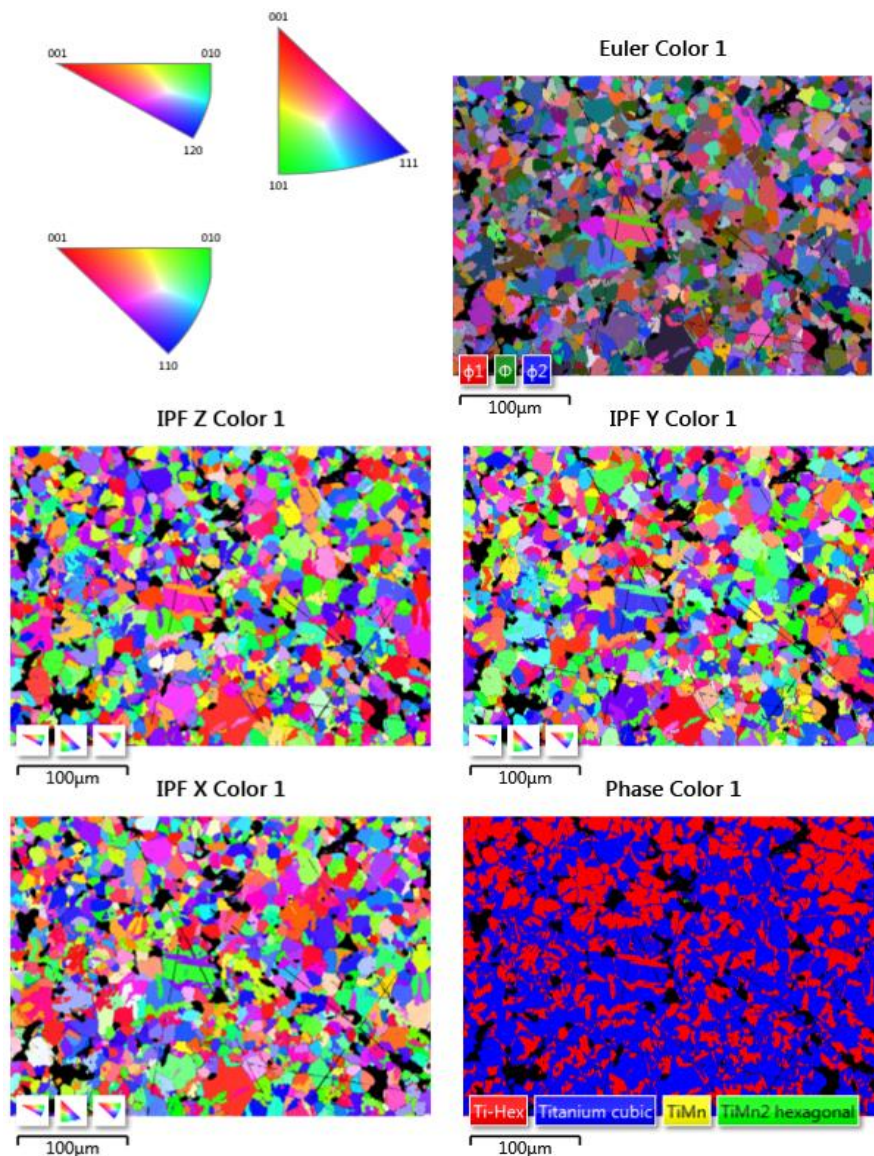 001
010
120
001
101
111
001
010
110
Euler Color 1
ϕ1 Φ ϕ2
100µm
IPF Z Color 1
100µm
IPF Y Color 1
100µm
IPF X Color 1
100µm
Phase Color 1
Ti-Hex Titanium cubic TiMn TiMn2 hexagonal
100µm